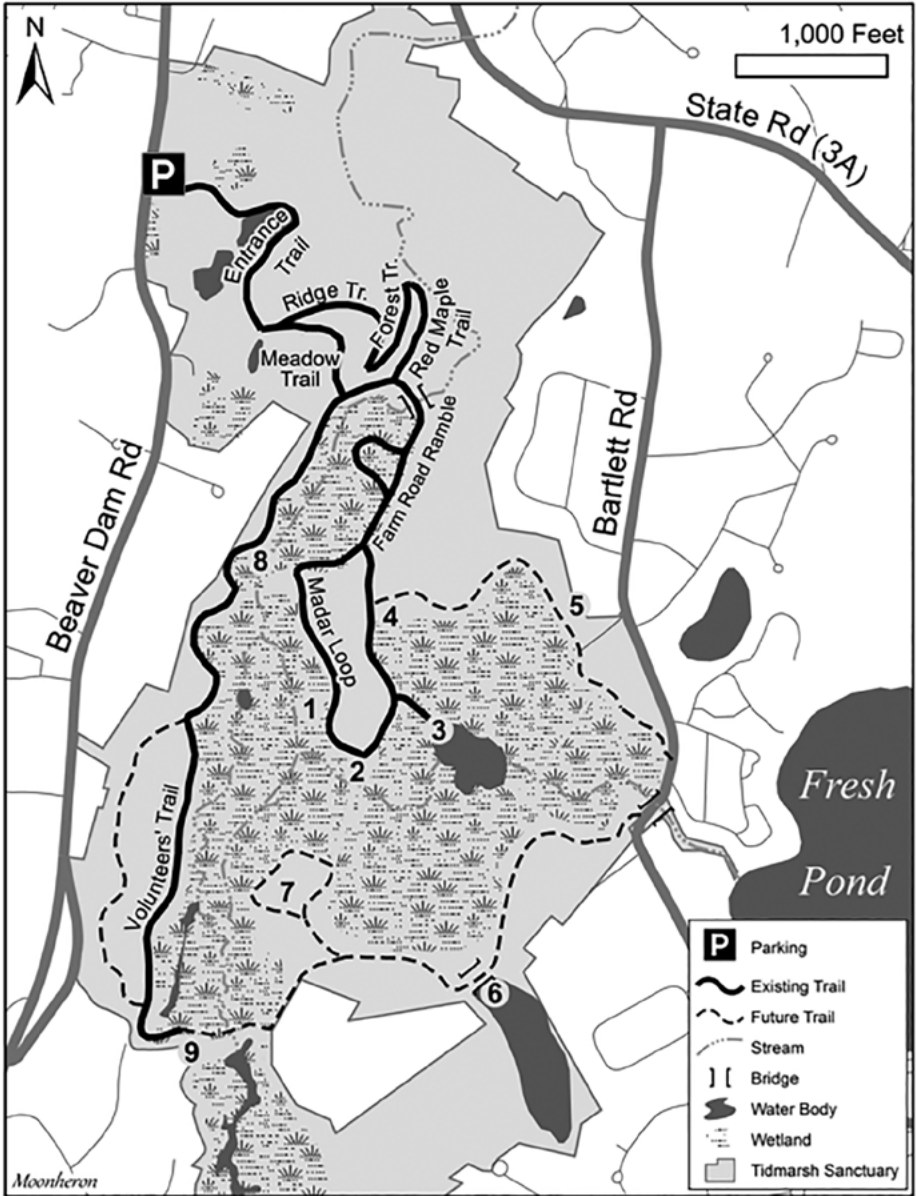 N
1,000 Feet
State Rd (3A)
P
Entrance
Trail
Ridge Tr.
Forest Tr.
Red Maple
Trail
Meadow
Trail
Farm Road Ramble
Bartlett Rd
Beaver Dam Rd
8
Madar Loop
4
5
1
3
2
Fresh
Pond
Volunteers' Trail
7
6
9
P Parking
Existing Trail
Future Trail
Stream
Bridge
Water Body
Wetland
Tidmarsh Sanctuary
Moonheron